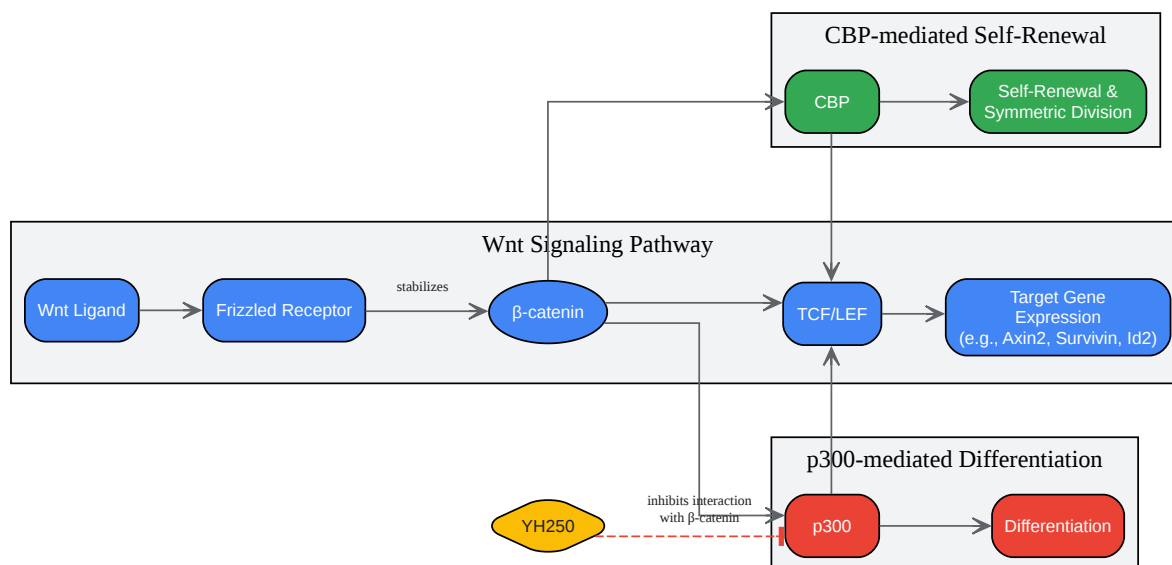 CBP-mediated Self-Renewal
CBP
Self-Renewal &
Symmetric Division
Wnt Signaling Pathway
Wnt Ligand
Frizzled Receptor
stabilizes
β-catenin
TCF/LEF
Target Gene
Expression
(e.g., Axin2, Survivin, Id2)
p300-mediated Differentiation
YH250
inhibits interaction
with β-catenin
p300
Differentiation